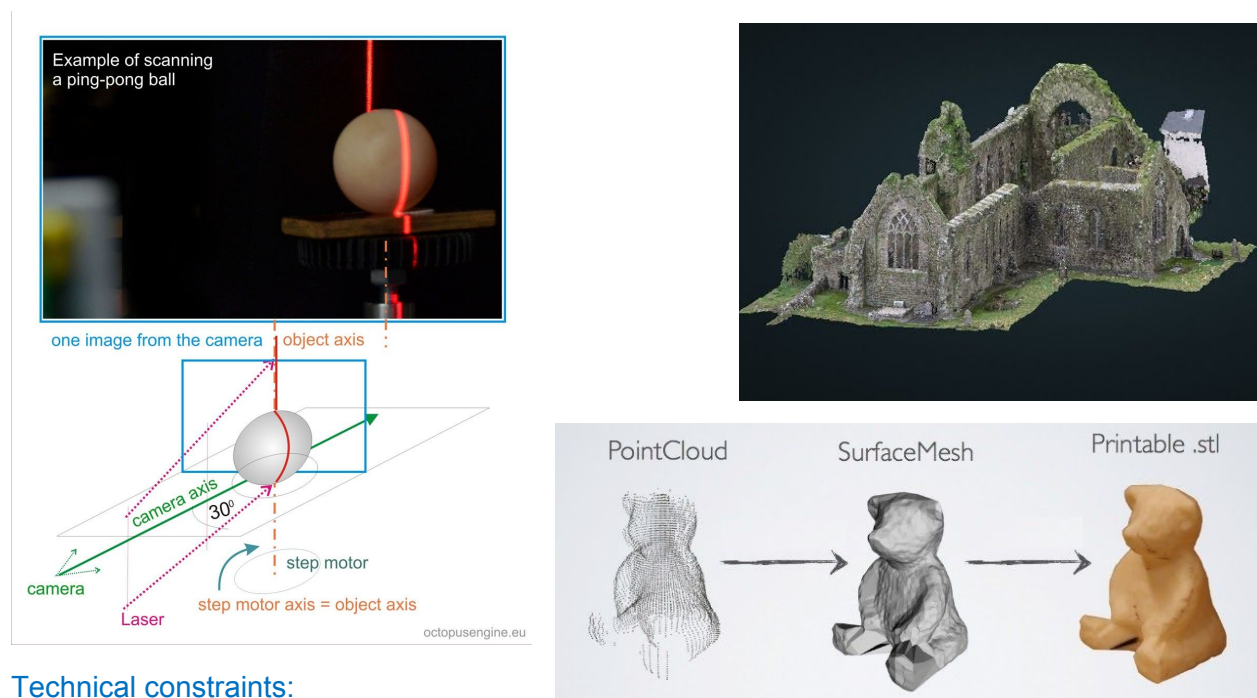 Example of scanning
a ping-pong ball
one image from the camera
object axis
camera axis
30⁰
step motor
camera
step motor axis = object axis
Laser
octopusengine.eu
PointCloud
SurfaceMesh
Printable .stl
Technical constraints: